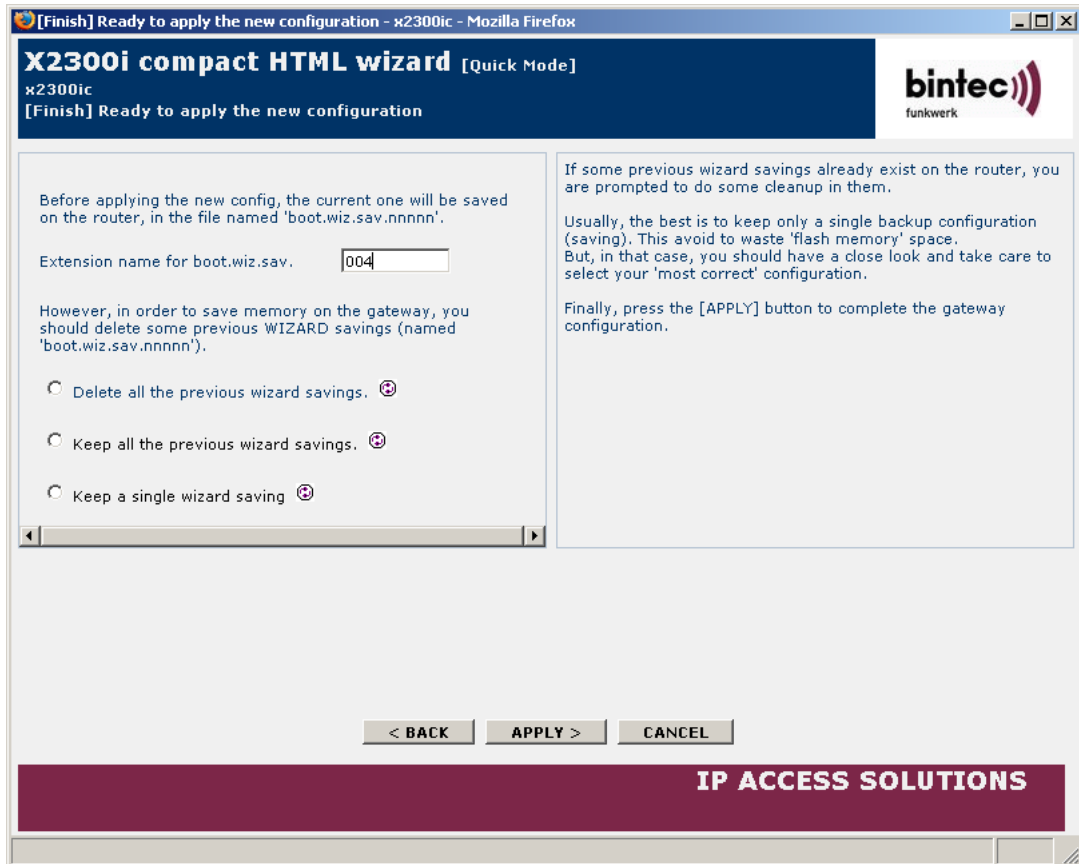 [Finish] Ready to apply the new configuration - x2300ic - Mozilla Firefox
X2300i compact HTML wizard [Quick Mode]
x2300ic
[Finish] Ready to apply the new configuration
bintec
funkwerk
Before applying the new config, the current one will be saved
on the router, in the file named 'boot.wiz.sav.nnnnn'.
Extension name for boot.wiz.sav. 004
However, in order to save memory on the gateway, you
should delete some previous WIZARD savings (named
'boot.wiz.sav.nnnnn').
Delete all the previous wizard savings.
Keep all the previous wizard savings.
Keep a single wizard saving
If some previous wizard savings already exist on the router, you
are prompted to do some cleanup in them.
Usually, the best is to keep only a single backup configuration
(saving). This avoid to waste 'flash memory' space.
But, in that case, you should have a close look and take care to
select your 'most correct' configuration.
Finally, press the [APPLY] button to complete the gateway
configuration.
< BACK
APPLY >
CANCEL
IP ACCESS SOLUTIONS